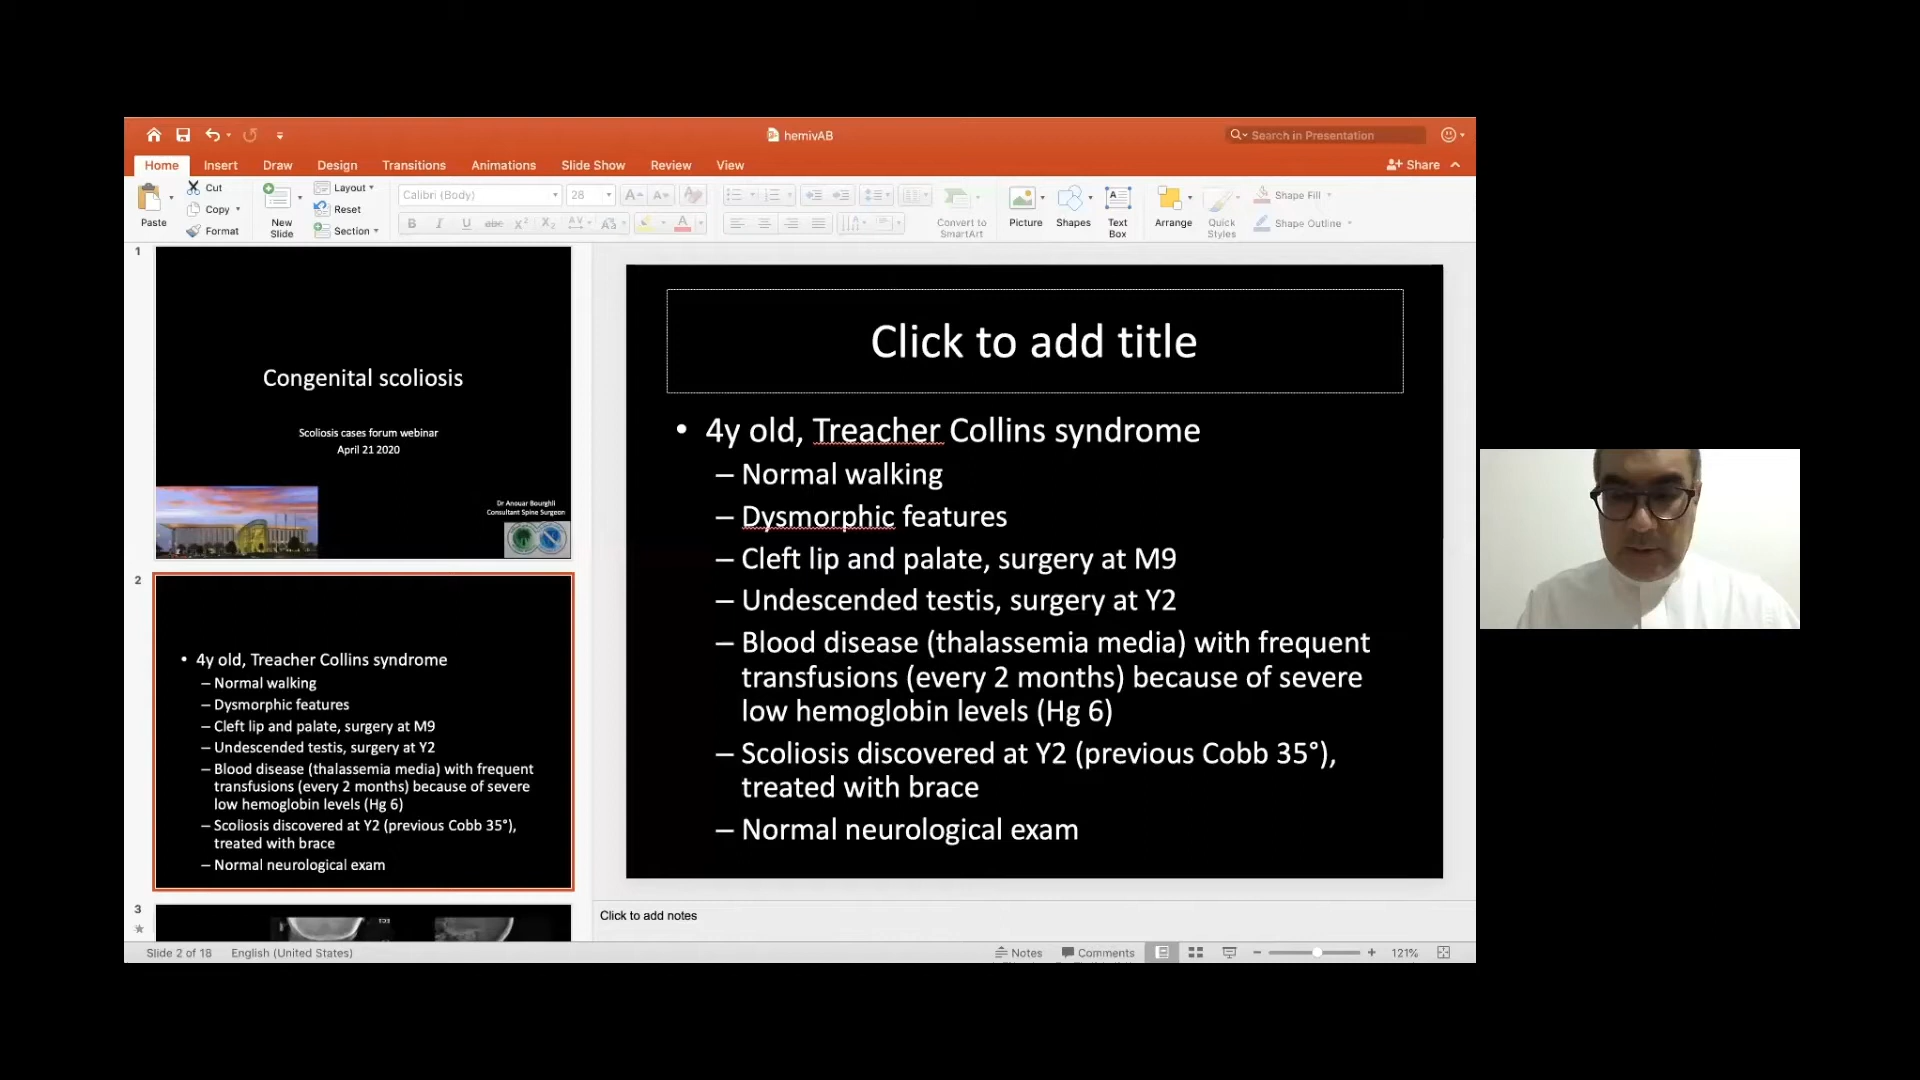 hemivAB
Search in Presentation
Home Insert Draw Design Transitions Animations Slide Show Review View
Share
Paste
Cut
Copy
Format
New
Slide
Layout
Reset
Section
Calibri (Body)
28
Convert to
SmartArt
Picture
Shapes
Text
Box
Arrange
Quick
Styles
Shape Fill
Shape Outline
1
Congenital scoliosis
Scoliosis cases forum webinar
April 21 2020
Dr Anouar Bourghli
Consultant Spine Surgeon
2
• 4y old, Treacher Collins syndrome
– Normal walking
– Dysmorphic features
– Cleft lip and palate, surgery at M9
– Undescended testis, surgery at Y2
– Blood disease (thalassemia media) with frequent
transfusions (every 2 months) because of severe
low hemoglobin levels (Hg 6)
– Scoliosis discovered at Y2 (previous Cobb 35°),
treated with brace
– Normal neurological exam
3
Click to add title
• 4y old, Treacher Collins syndrome
– Normal walking
– Dysmorphic features
– Cleft lip and palate, surgery at M9
– Undescended testis, surgery at Y2
– Blood disease (thalassemia media) with frequent
transfusions (every 2 months) because of severe
low hemoglobin levels (Hg 6)
– Scoliosis discovered at Y2 (previous Cobb 35°),
treated with brace
– Normal neurological exam
Click to add notes
Slide 2 of 18 English (United States)
Notes Comments 121%